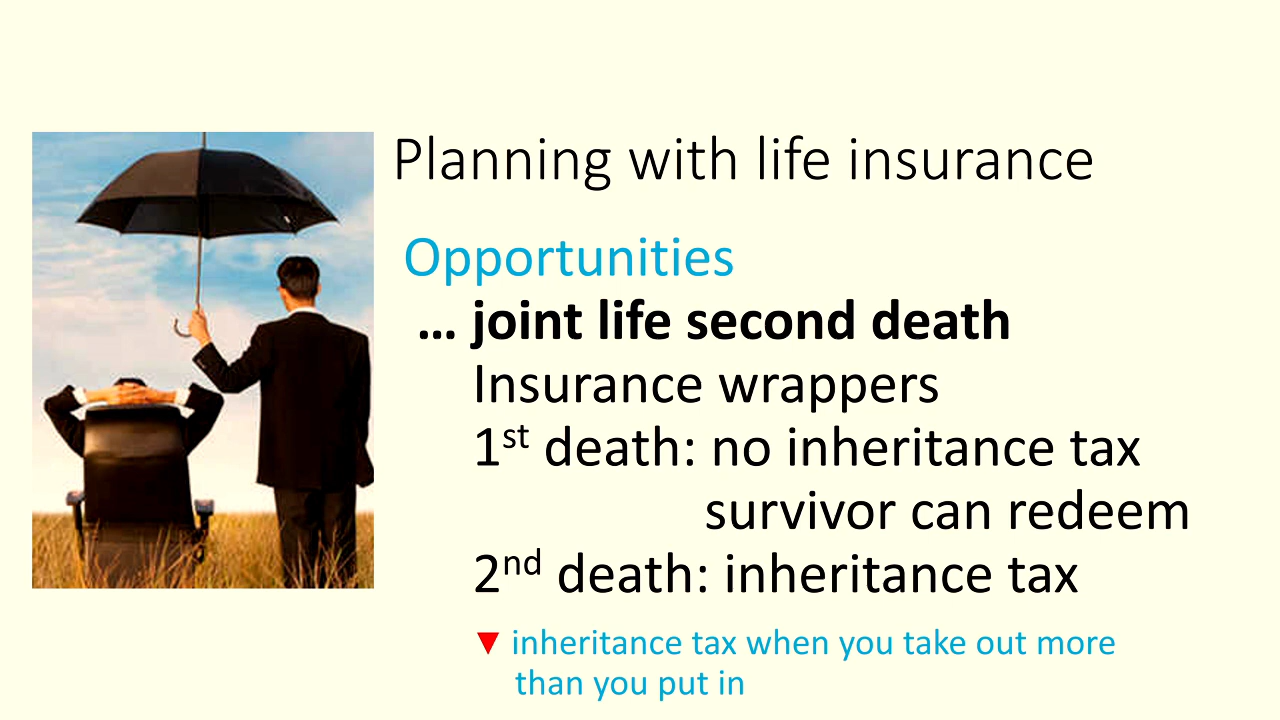 Planning with life insurance
Opportunities
… joint life second death
Insurance wrappers
1st death: no inheritance tax
survivor can redeem
2nd death: inheritance tax
▼ inheritance tax when you take out more
than you put in